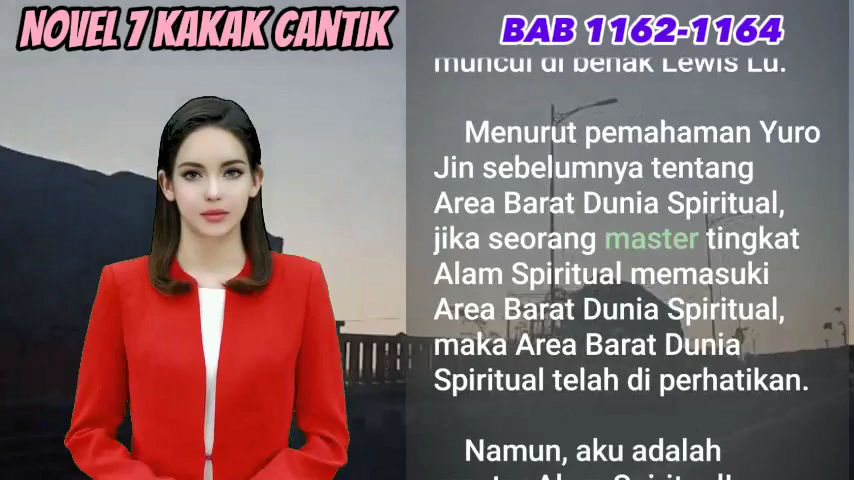 NOVEL 7 KAKAK CANTIK
BAB 1162-1164
muncul di benak Lewis Lu.
Menurut pemahaman Yuro
Jin sebelumnya tentang
Area Barat Dunia Spiritual,
jika seorang master tingkat
Alam Spiritual memasuki
Area Barat Dunia Spiritual,
maka Area Barat Dunia
Spiritual telah di perhatikan.
Namun, aku adalah
Alam Spiritual